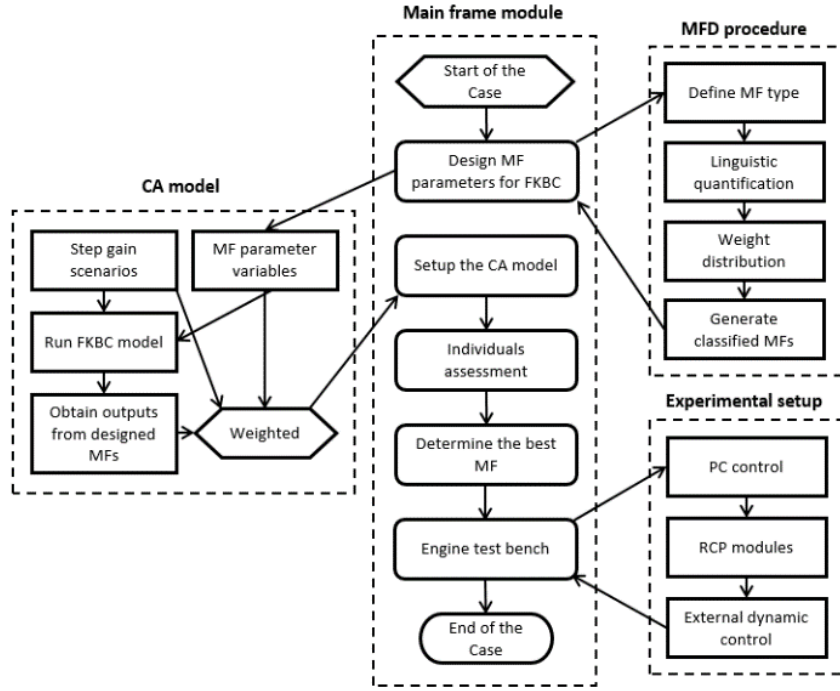 Main frame module
Start of the
Case
Design MF
parameters for FKBC
Setup the CA model
Individuals
assessment
Determine the best
MF
Engine test bench
End of the
Case
MFD procedure
Define MF type
Linguistic
quantification
Weight
distribution
Generate
classified MFs
CA model
Step gain
scenarios
MF parameter
variables
Run FKBC model
Obtain outputs
from designed
MFs
Weighted
Experimental setup
PC control
RCP modules
External dynamic
control